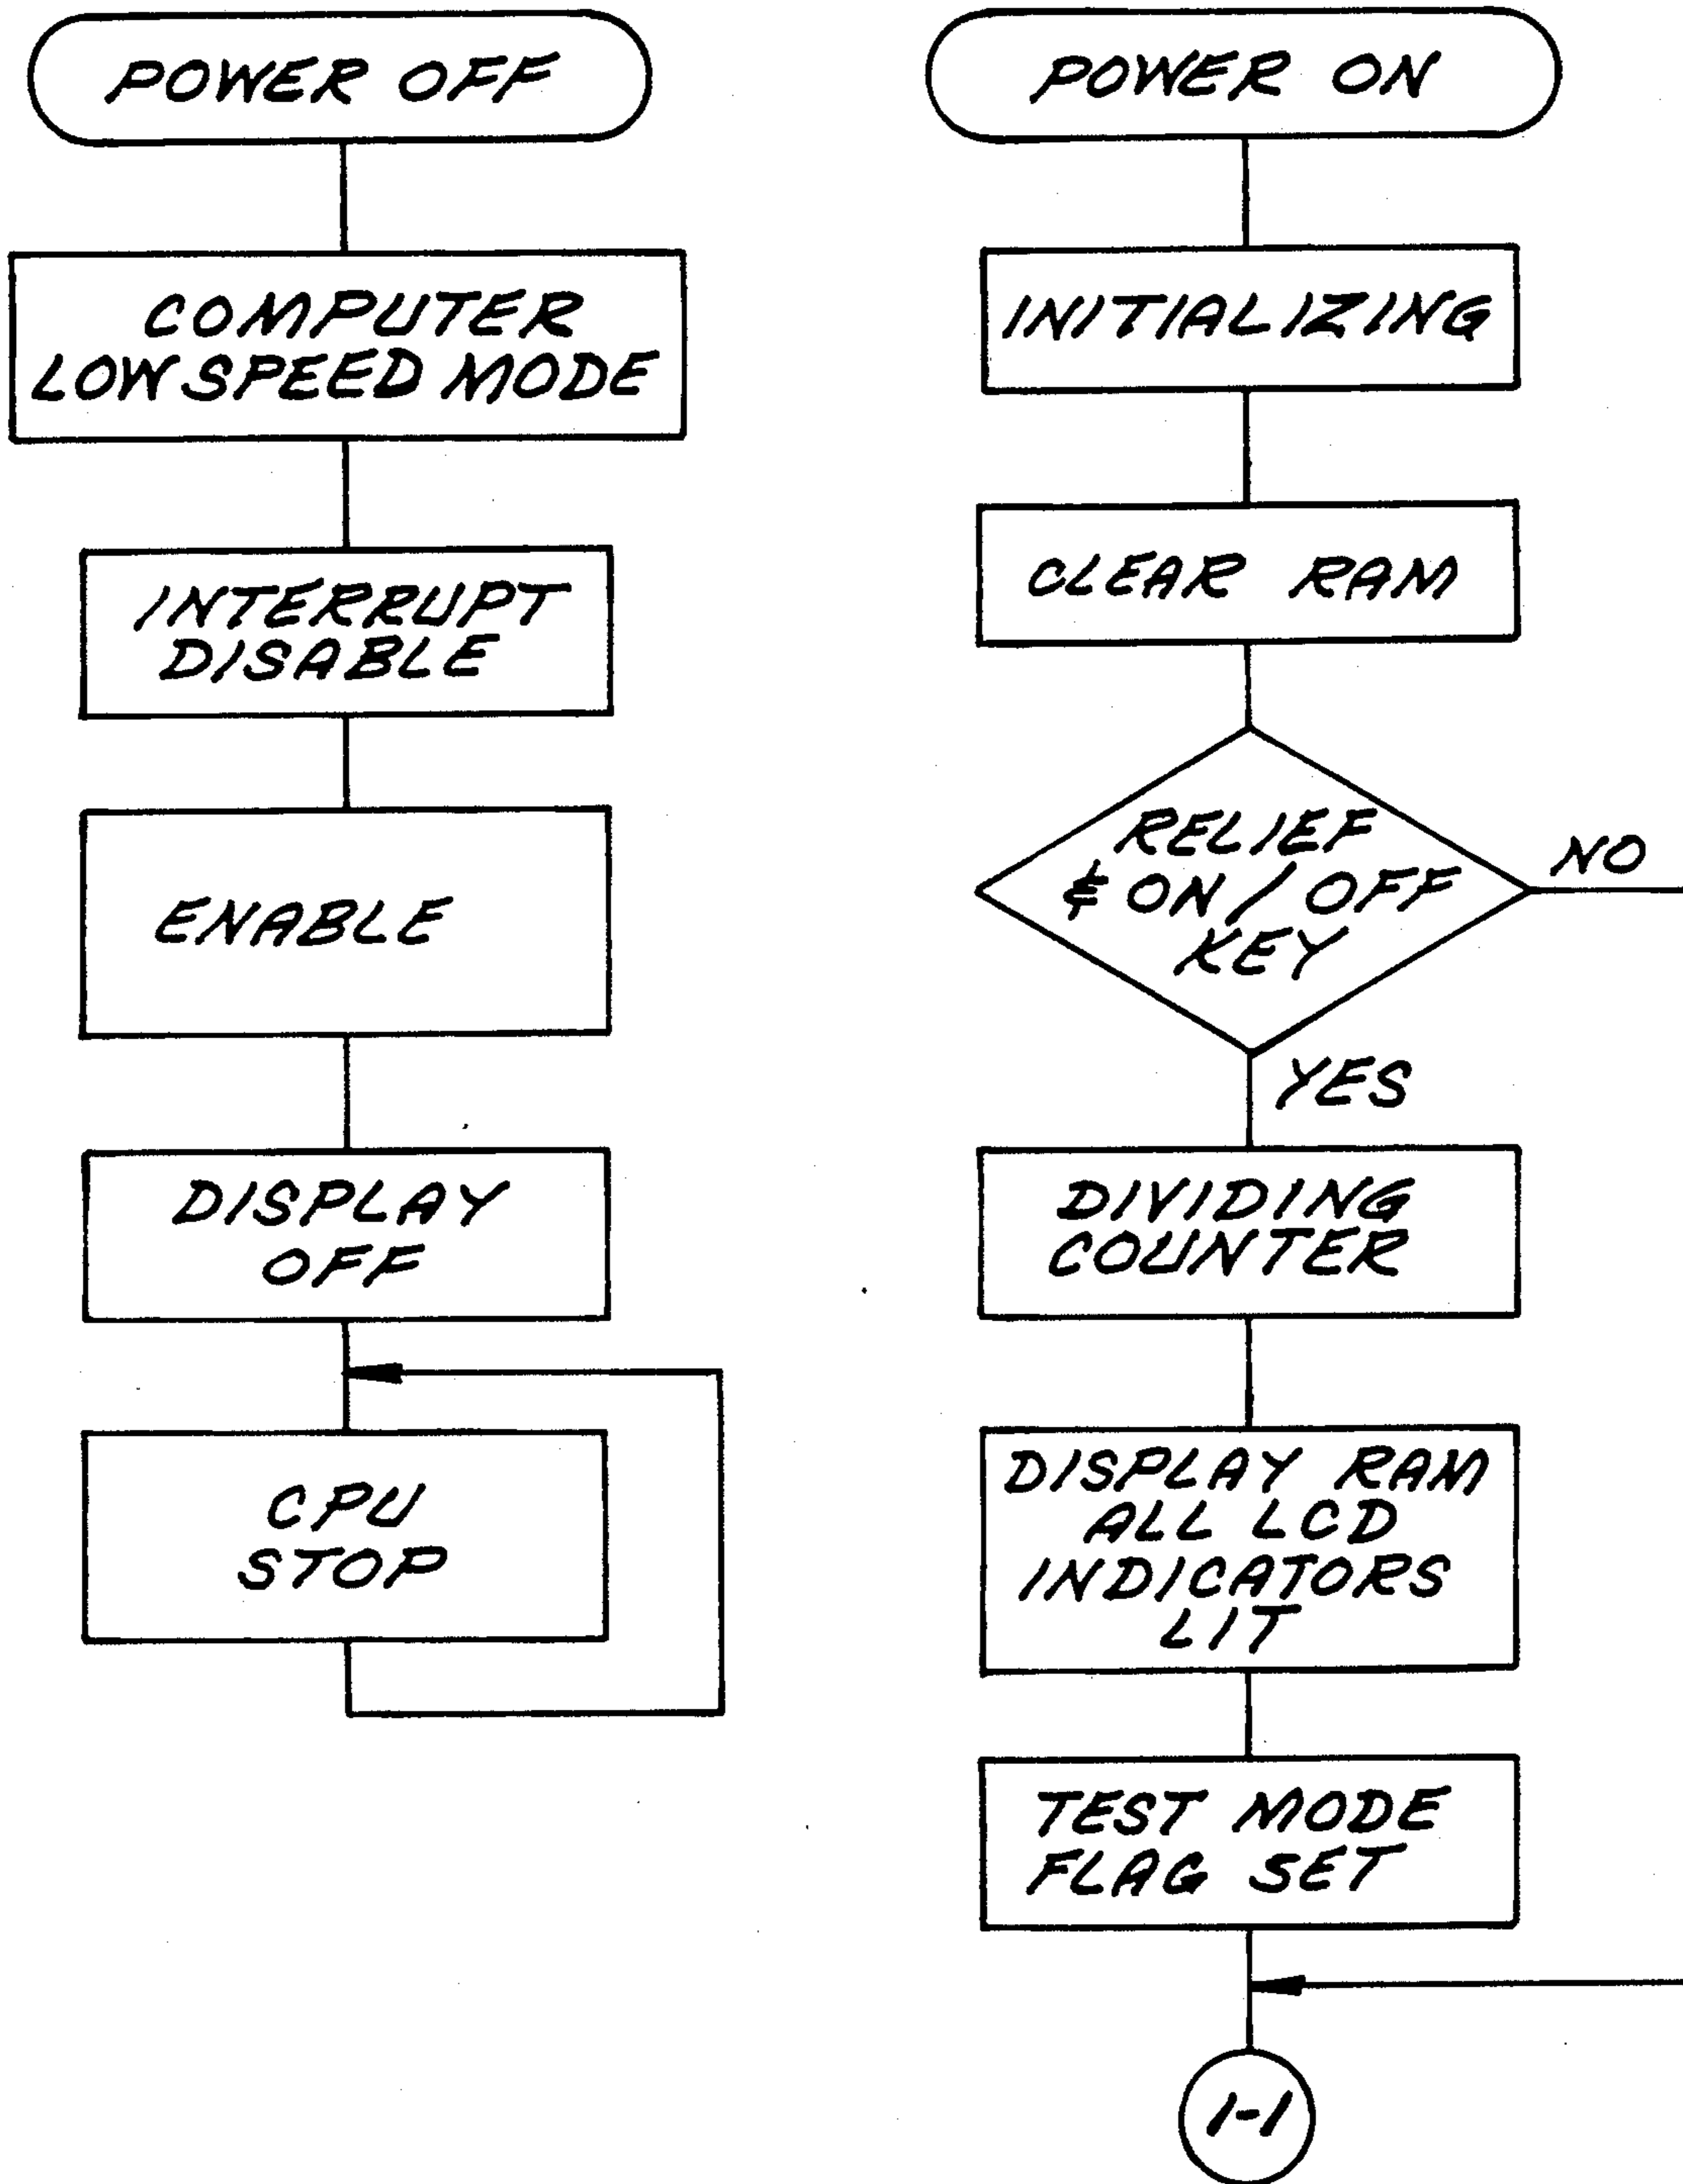 POWER OFF
COMPUTER
LOW SPEED MODE
INTERRUPT
DISABLE
ENABLE
DISPLAY
OFF
CPU
STOP
POWER ON
INITIALIZING
CLEAR RAM
RELIEF
& ON/OFF
KEY
NO
YES
DIVIDING
COUNTER
DISPLAY RAM
ALL LCD
INDICATORS
LIT
TEST MODE
FLAG SET
1-1